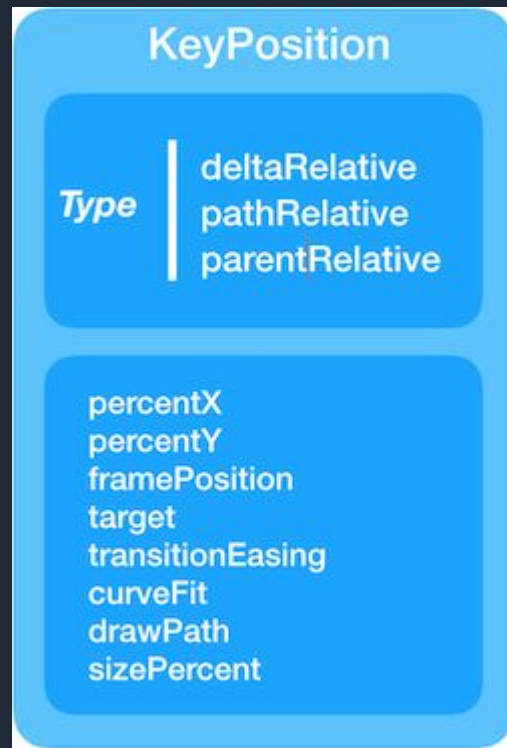 KeyPosition
Type
deltaRelative
pathRelative
parentRelative
percentX
percentY
framePosition
target
transitionEasing
curveFit
drawPath
sizePercent